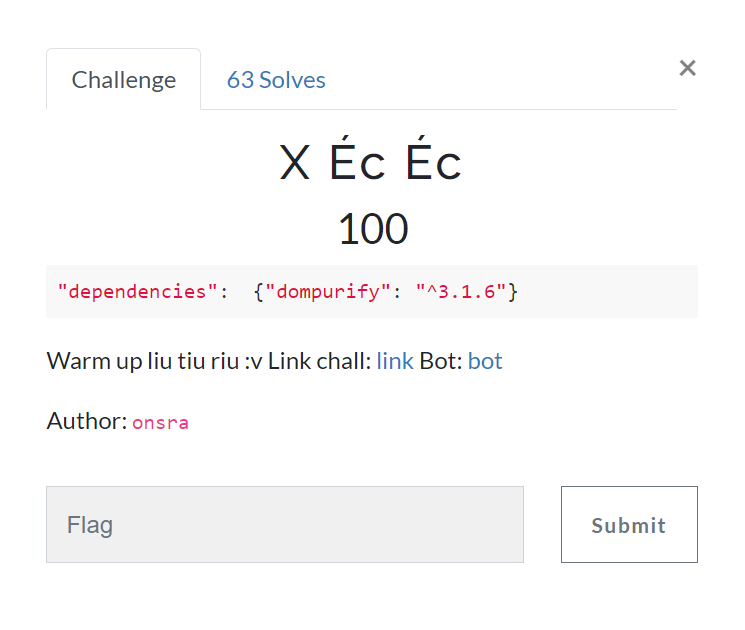 Challenge 63 Solves ×
X Éc Éc
100
"dependencies": {"dompurify": "^3.1.6"}
Warm up liu tiu riu :v Link chall: link Bot: bot
Author: onsra
Flag Submit